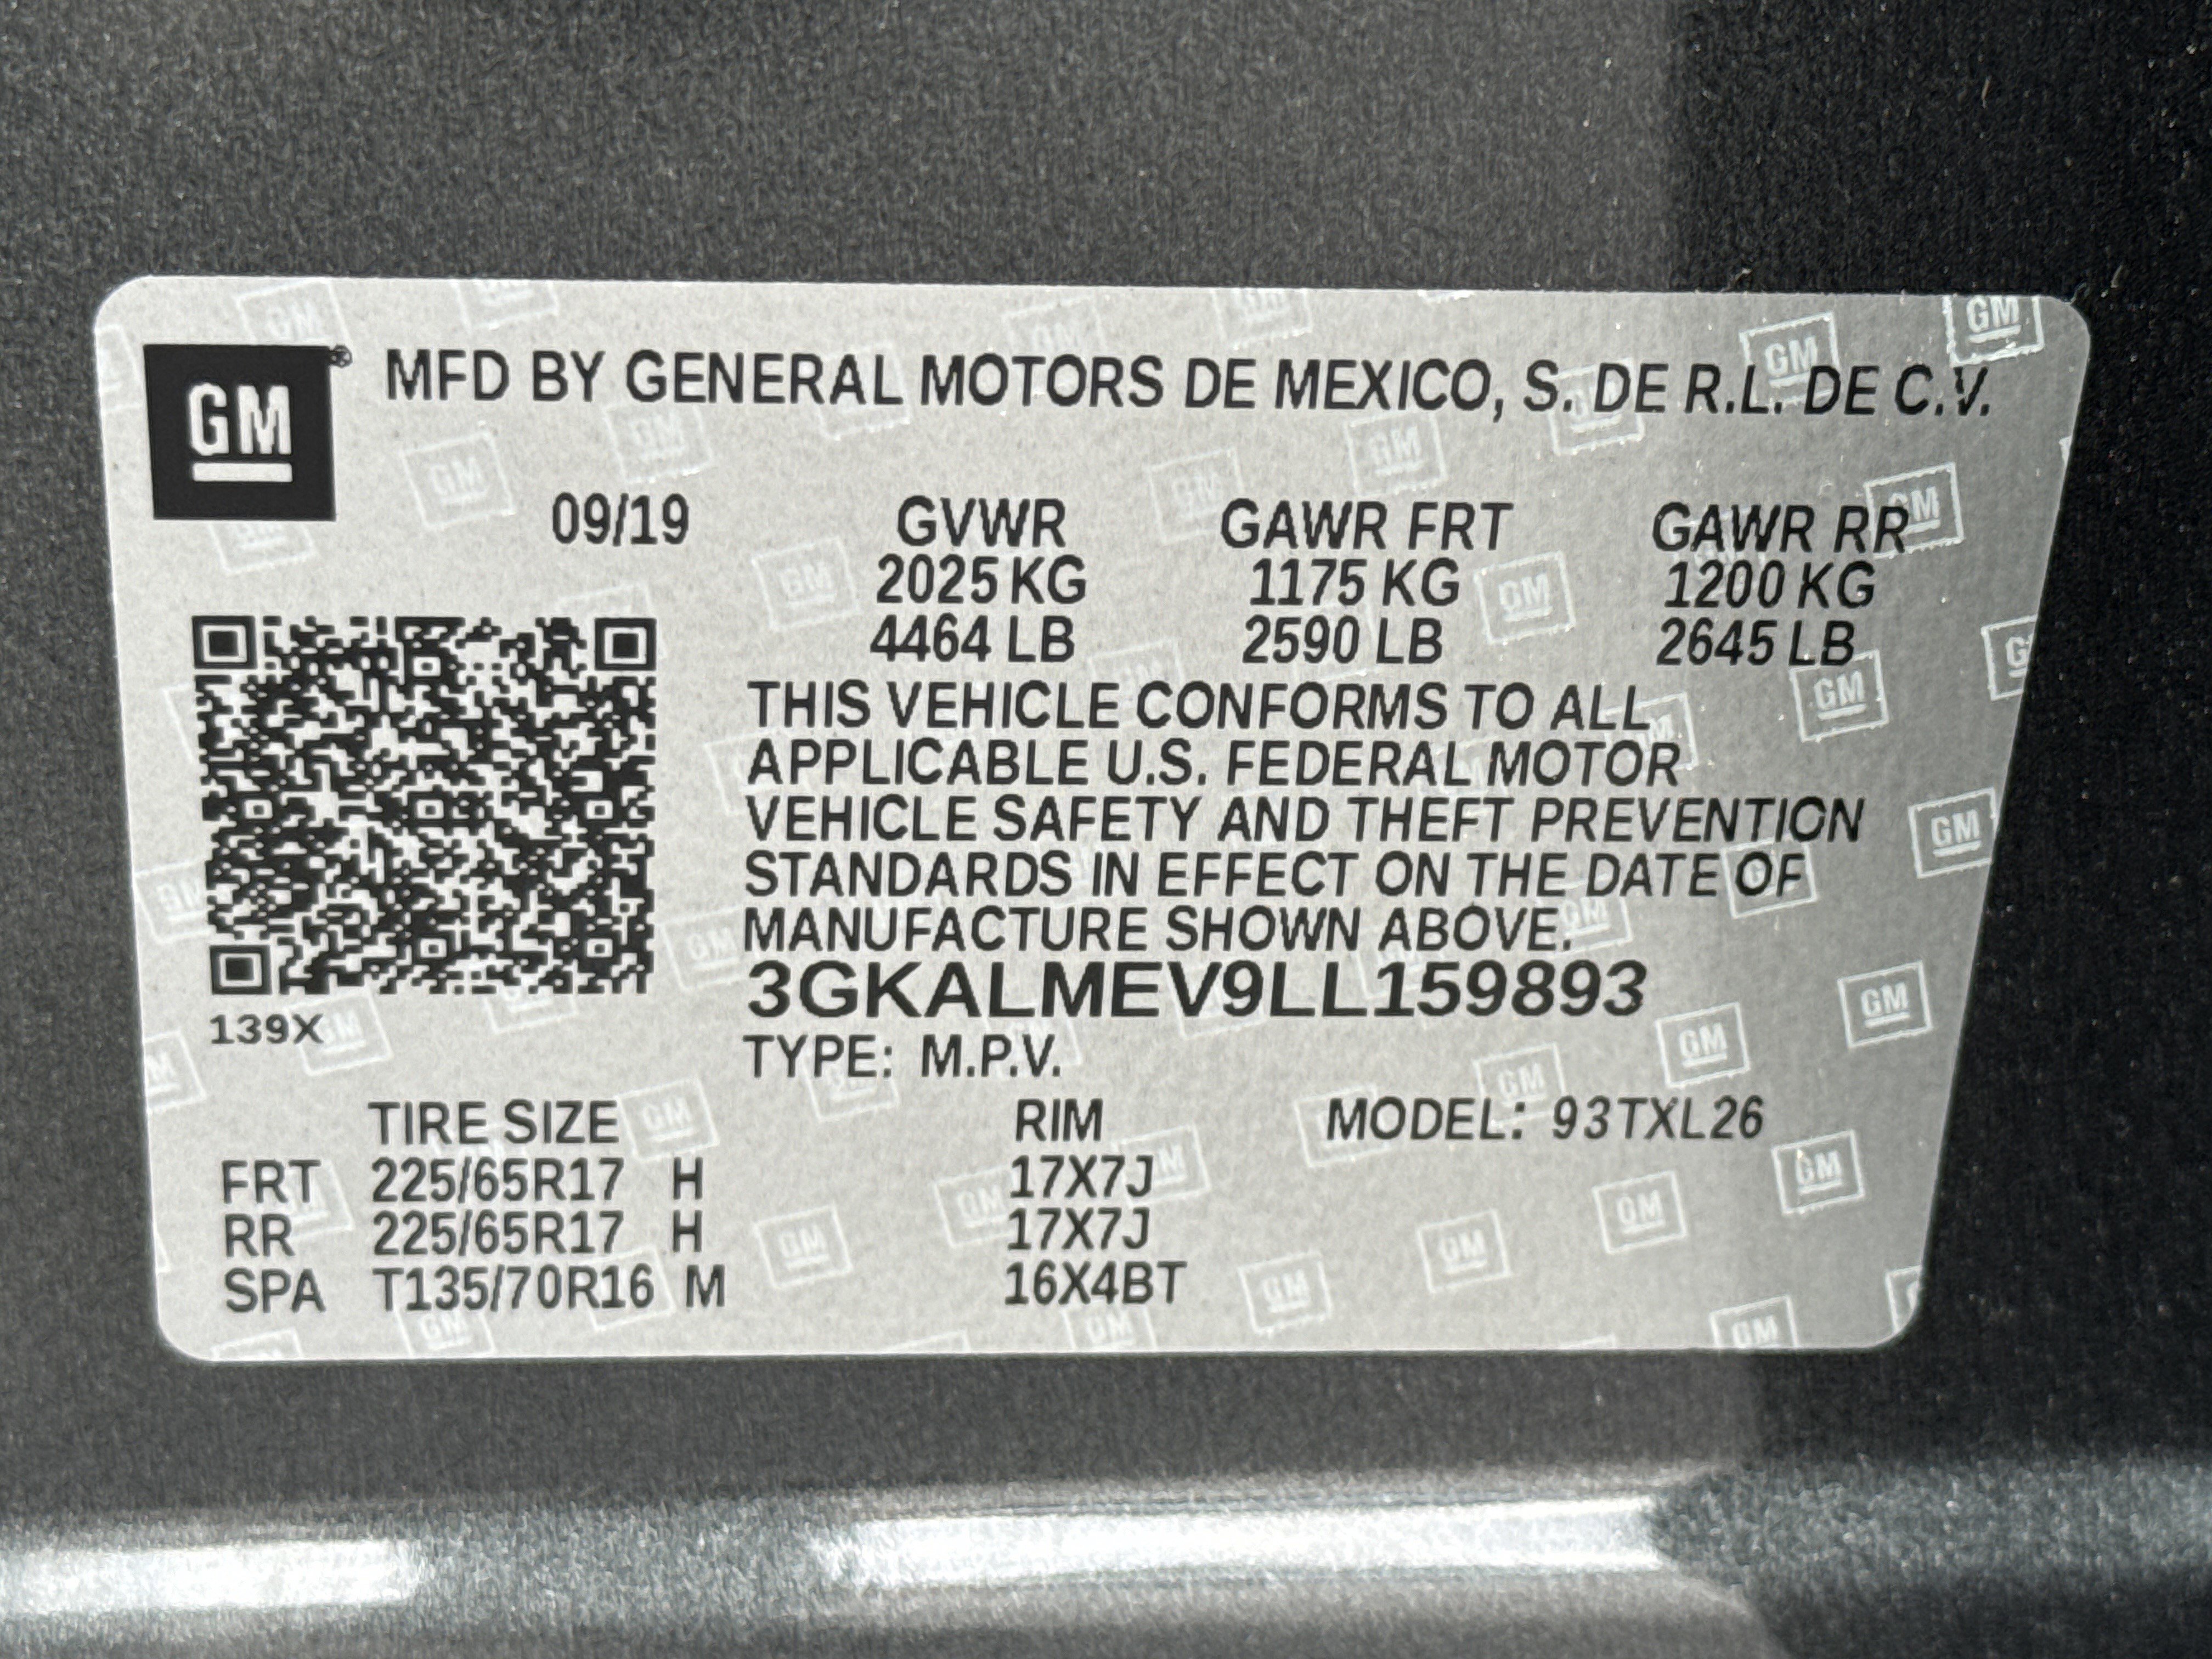 GM
MFD BY GENERAL MOTORS DE MEXICO, S. DE R.L. DE C.V.
09/19 GVWR GAWR FRT GAWR RR
2025 KG 1175 KG 1200 KG
4464 LB 2590 LB 2645 LB
THIS VEHICLE CONFORMS TO ALL
APPLICABLE U.S. FEDERAL MOTOR
VEHICLE SAFETY AND THEFT PREVENTION
STANDARDS IN EFFECT ON THE DATE OF
MANUFACTURE SHOWN ABOVE.
3GKALMEV9LL159893
139X
TYPE: M.P.V.
TIRE SIZE RIM MODEL: 93TXL26
FRT 225/65R17 H 17X7J
RR 225/65R17 H 17X7J
SPA T135/70R16 M 16X4BT